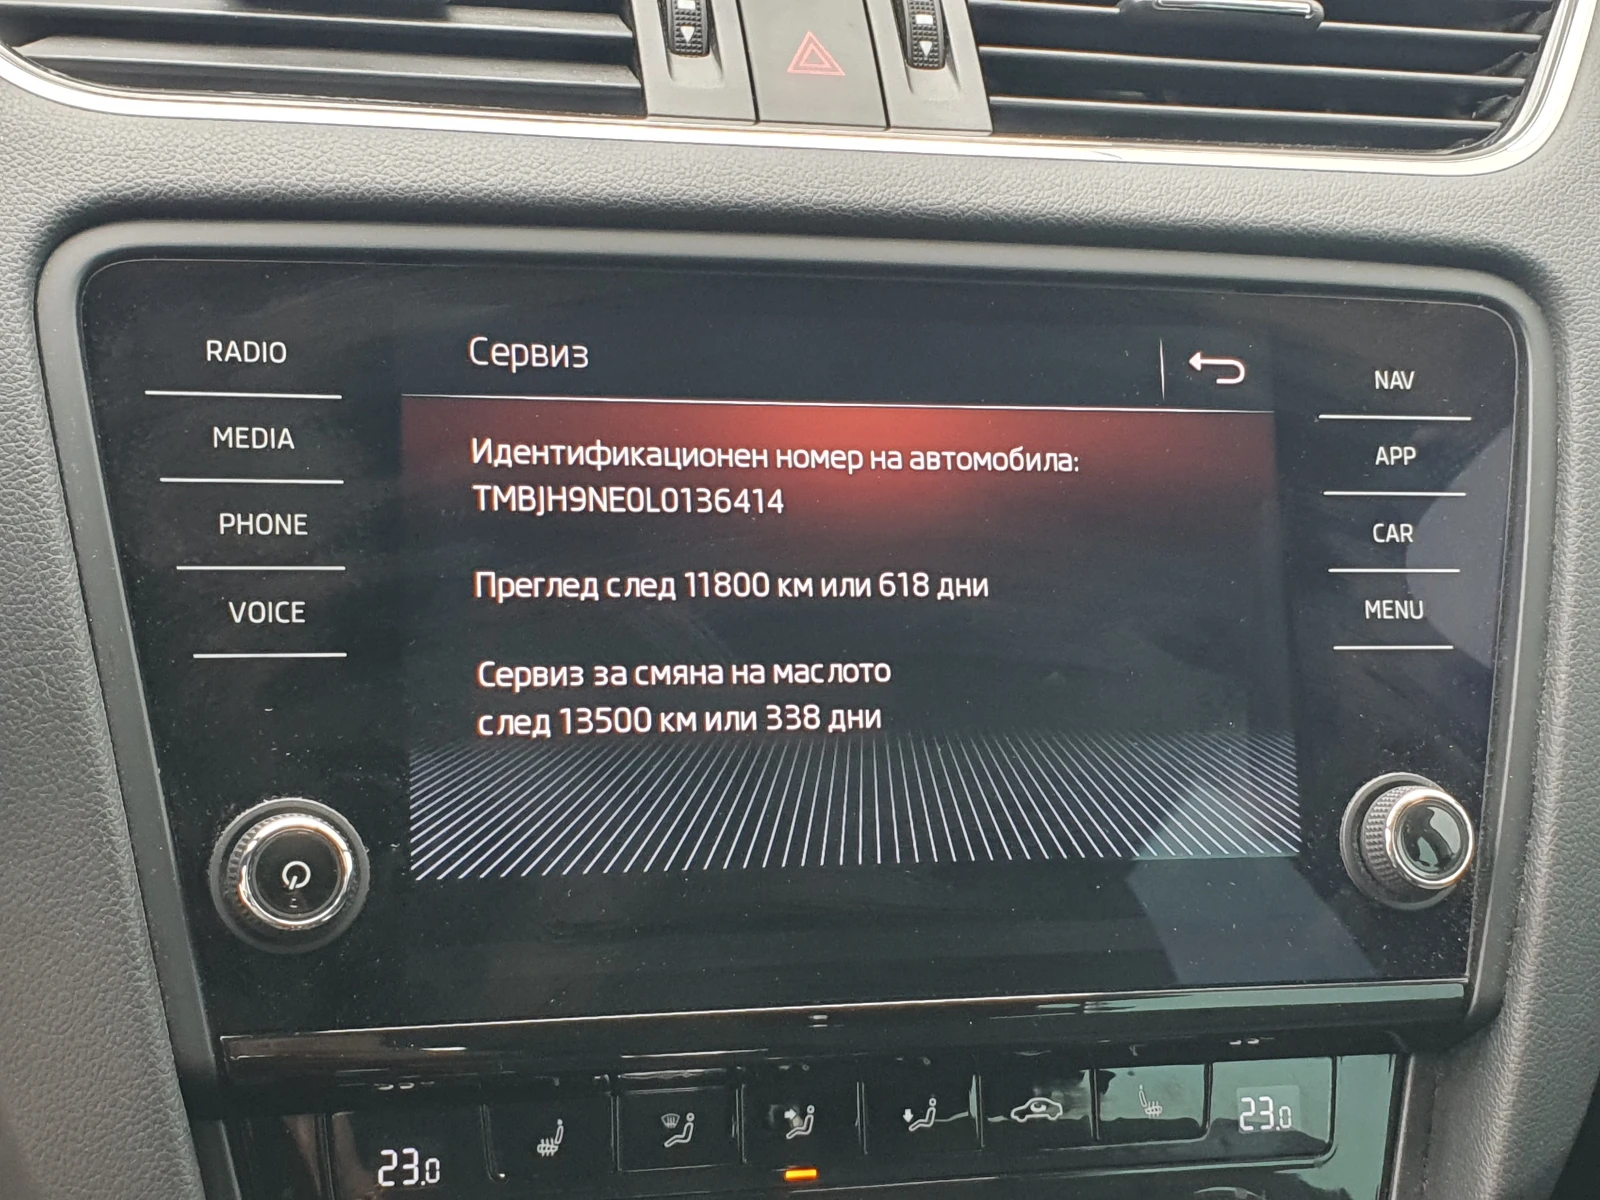 RADIO
MEDIA
PHONE
VOICE
Сервиз
Идентификационен номер на автомобила:
TMBJH9NE0L0136414
Преглед след 11800 км или 618 дни
Сервиз за смяна на маслото
след 13500 км или 338 дни
NAV
APP
CAR
MENU
23.0
23.0